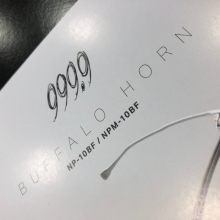 999.9
BUFFALO HORN
NP-10BF / NPM-10BF